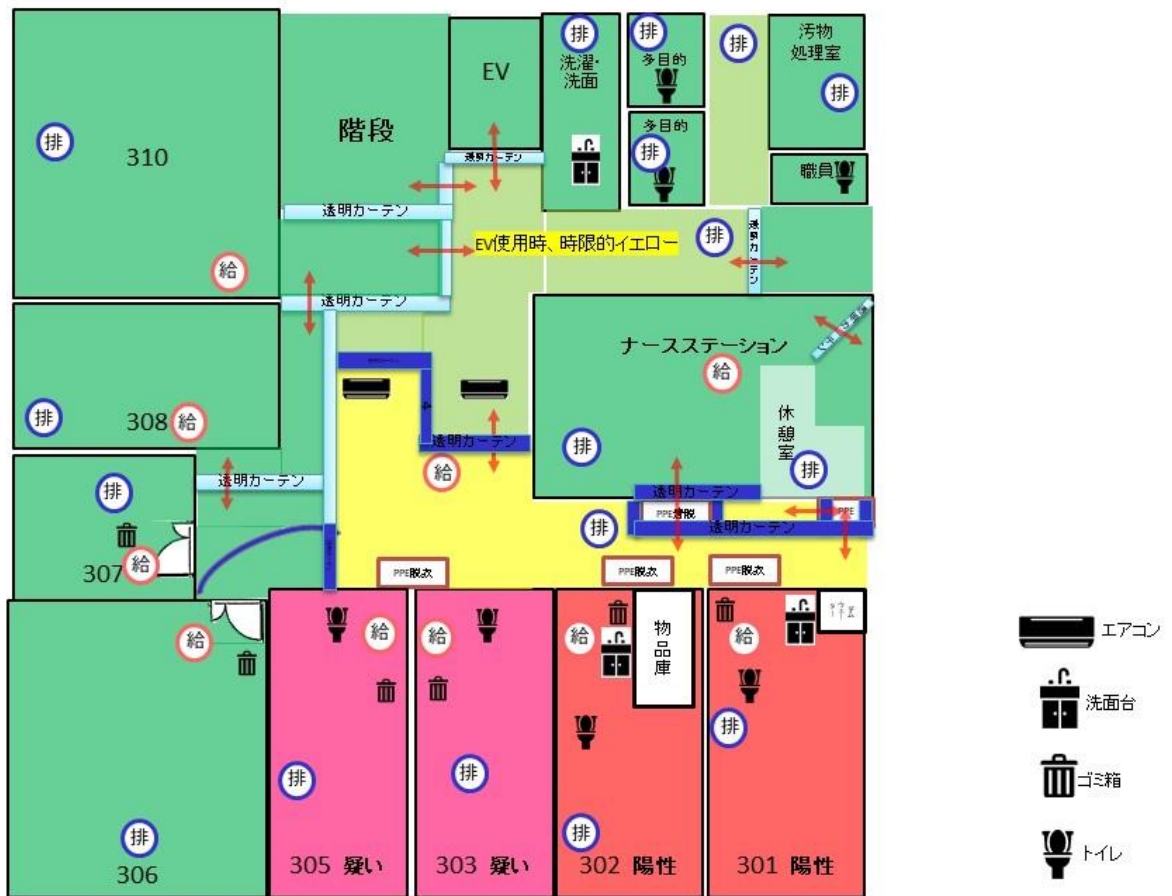 排
洗濯・
洗面
排
多目的
排
汚物
処理室
排
EV
階段
排
310
多目的
排
職員
透明カーテン
透明カーテン
EV使用時、時限的イエロー
排
透明カーテン
給
透明カーテン
ナースステーション
給
308
給
排
休
憩
室
透明カーテン
給
排
排
透明カーテン
排
透明カーテン
PPE着脱
PPE
透明カーテン
排
307
給
PPE脱衣
PPE脱衣
PPE脱衣
給
給
給
給
物
品
庫
給
エアコン
洗面台
排
排
排
ゴミ箱
排
排
306
305 疑い
303 疑い
302 陽性
301 陽性
トイレ